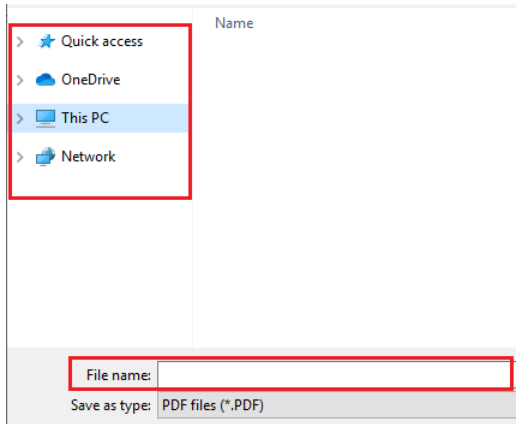 Name
Quick access
OneDrive
This PC
Network
File name:
Save as type: PDF files (*.PDF)